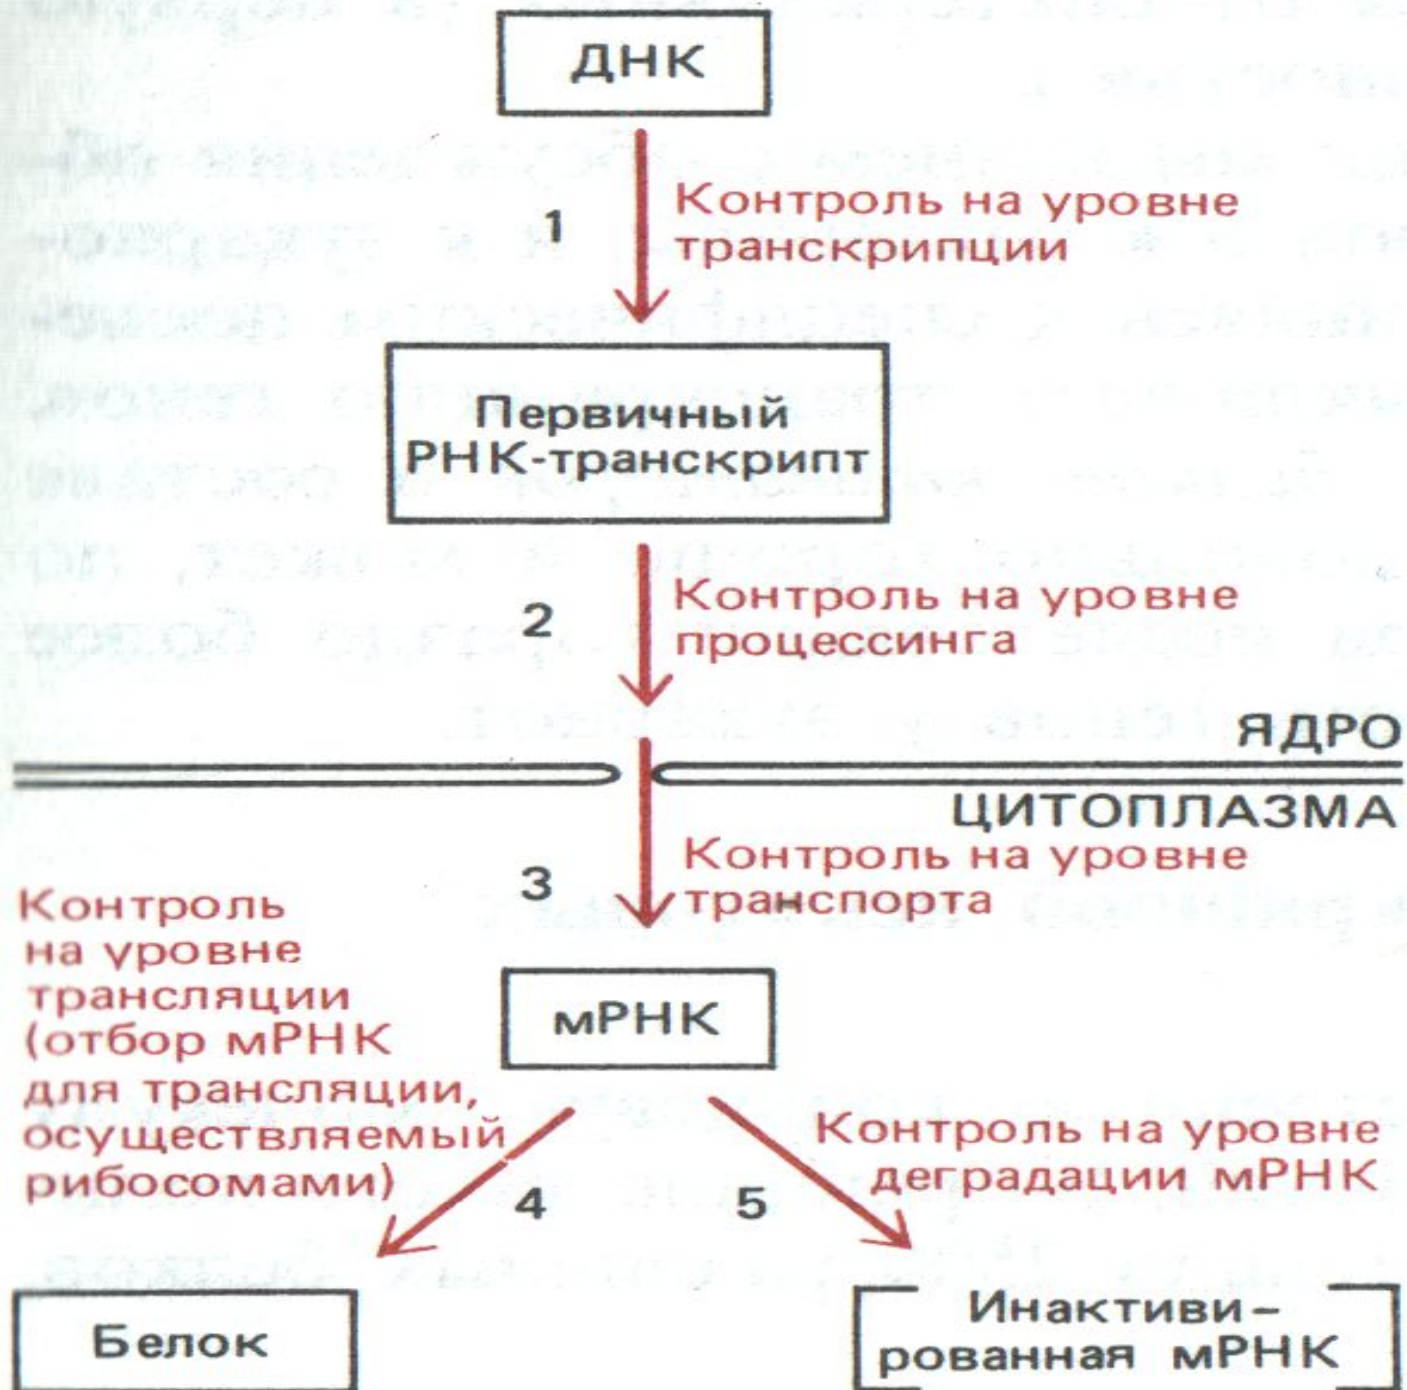 ДНК
1
Контроль на уровне
транскрипции
Первичный
РНК-транскрипт
2
Контроль на уровне
процессинга
ЯДРО
ЦИТОПЛАЗМА
3
Контроль на уровне
транспорта
Контроль
на уровне
трансляции
(отбор мРНК
для трансляции,
осуществляемый
рибосомами)
мРНК
4
5
Контроль на уровне
деградации мРНК
Белок
Инактиви-
рованная мРНК